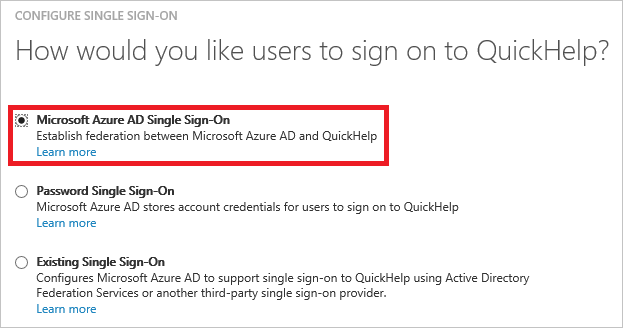 CONFIGURE SINGLE SIGN-ON
How would you like users to sign on to QuickHelp?
Microsoft Azure AD Single Sign-On
Establish federation between Microsoft Azure AD and QuickHelp
Learn more
Password Single Sign-On
Microsoft Azure AD stores account credentials for users to sign on to QuickHelp
Learn more
Existing Single Sign-On
Configures Microsoft Azure AD to support single sign-on to QuickHelp using Active Directory
Federation Services or another third-party single sign-on provider.
Learn more